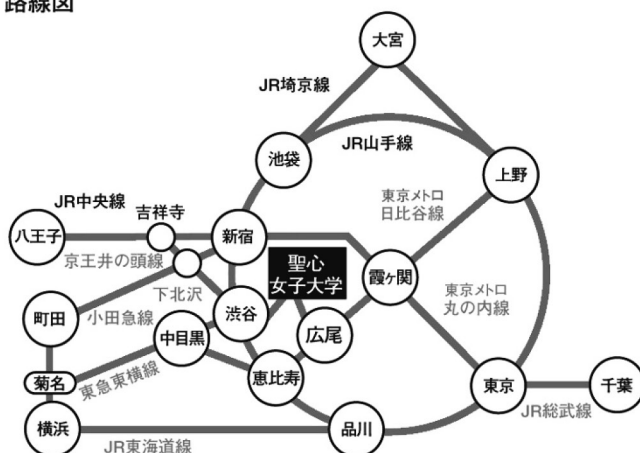 路線図
大宮
JR埼京線
JR山手線
池袋
上野
東京メトロ
日比谷線
JR中央線
吉祥寺
八王子
新宿
京王井の頭線
聖心
女子大学
霞ヶ関
下北沢
東京メトロ
丸の内線
町田
小田急線
渋谷
中目黒
広尾
菊名
東急東横線
恵比寿
東京
千葉
JR総武線
横浜
品川
JR東海道線